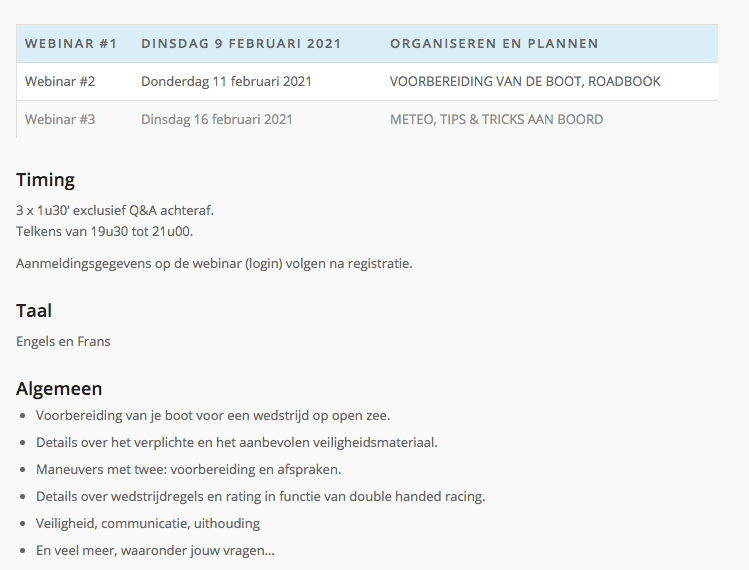 WEBINAR #1 DINSDAG 9 FEBRUARI 2021 ORGANISEREN EN PLANNEN
Webinar #2 Donderdag 11 februari 2021 VOORBEREIDING VAN DE BOOT, ROADBOOK
Webinar #3 Dinsdag 16 februari 2021 METEO, TIPS & TRICKS AAN BOORD
Timing
3 x 1u30’ exclusief Q&A achteraf.
Telkens van 19u30 tot 21u00.
Aanmeldingsgegevens op de webinar (login) volgen na registratie.
Taal
Engels en Frans
Algemeen
• Voorbereiding van je boot voor een wedstrijd op open zee.
• Details over het verplichte en het aanbevolen veiligheidsmateriaal.
• Maneuvers met twee: voorbereiding en afspraken.
• Details over wedstrijdregels en rating in functie van double handed racing.
• Veiligheid, communicatie, uithouding
• En veel meer, waaronder jouw vragen…